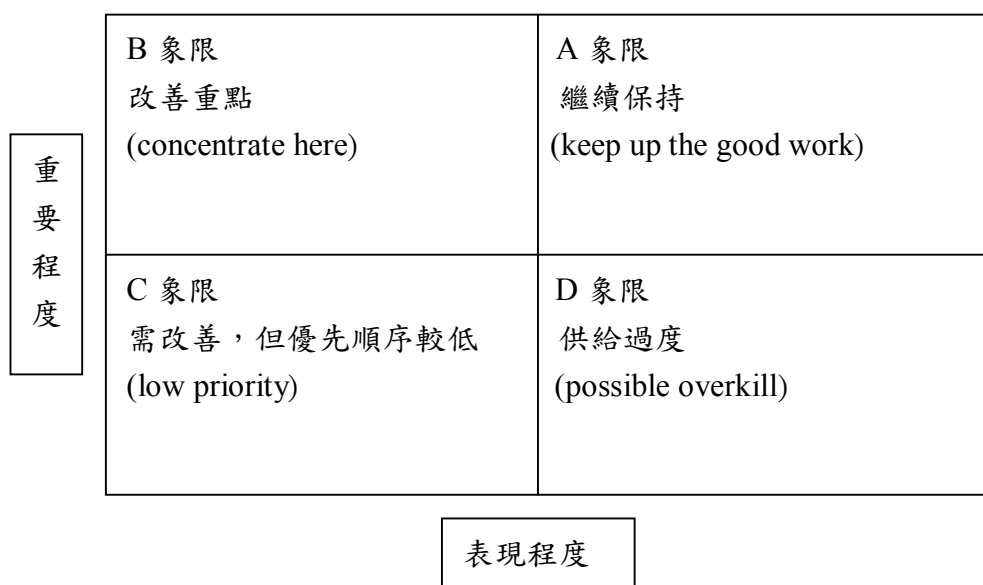 B 象限
改善重點
(concentrate here)
A 象限
繼續保持
(keep up the good work)
重
要
程
度
C 象限
需改善，但優先順序較低
(low priority)
D 象限
供給過度
(possible overkill)
表現程度